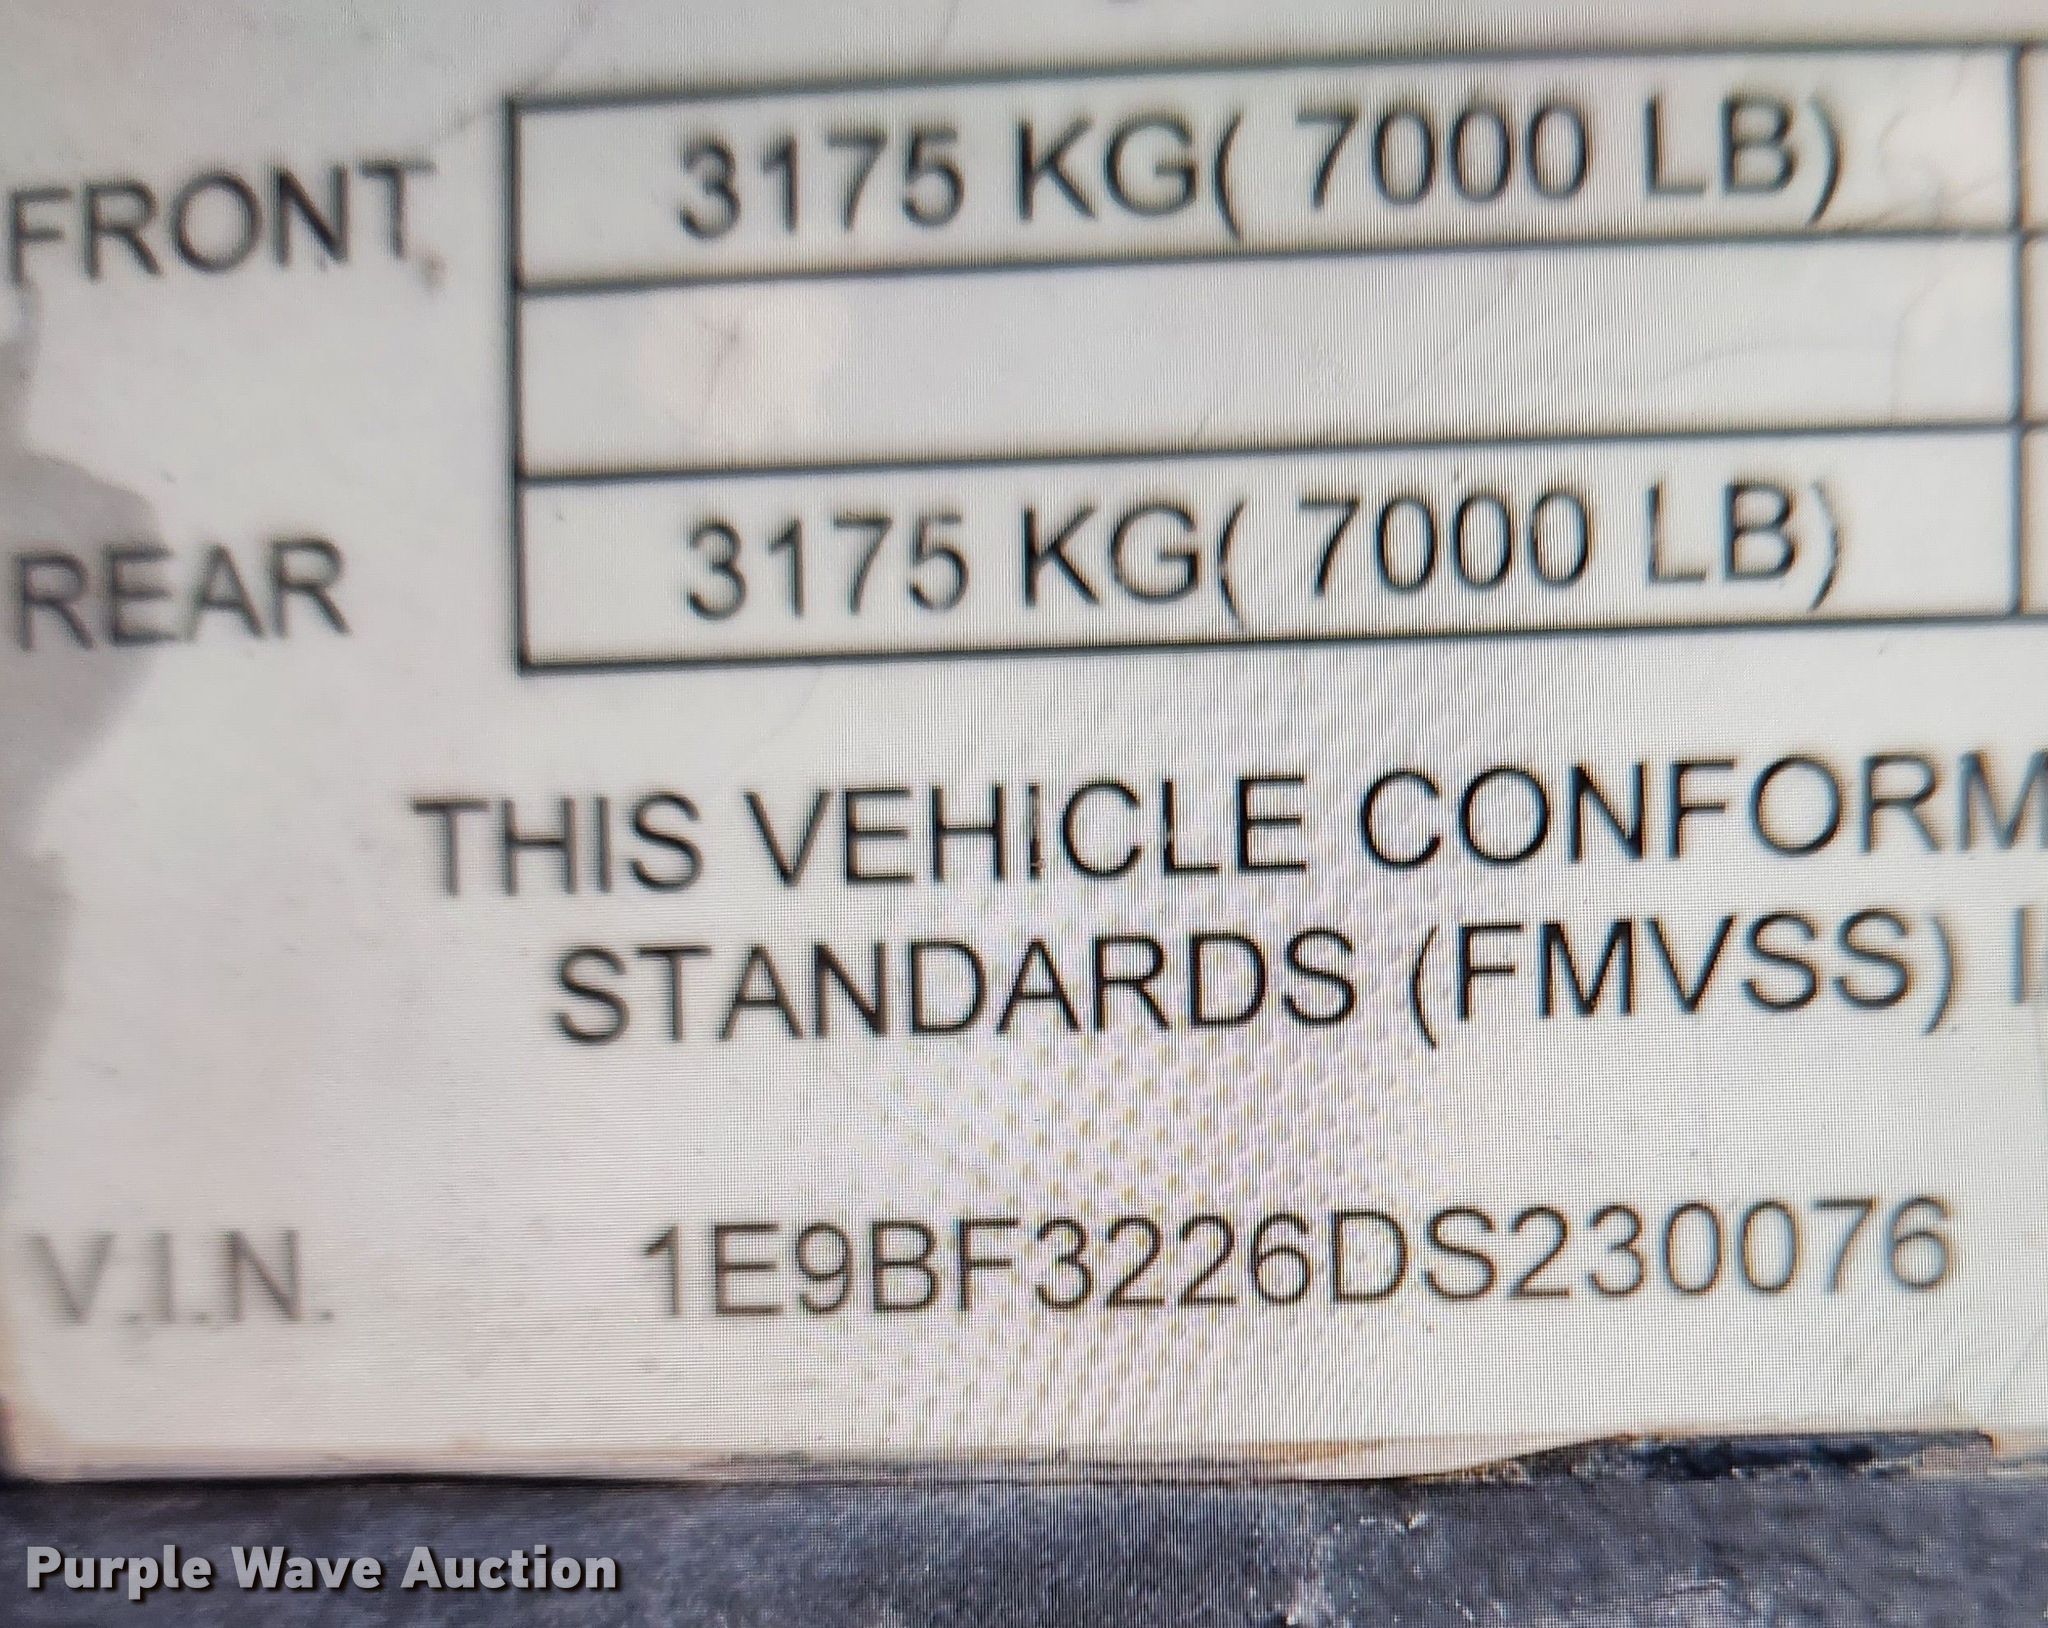 FRONT 3175 KG( 7000 LB)
REAR 3175 KG( 7000 LB)
THIS VEHICLE CONFORM
STANDARDS (FMVSS)
V.I.N. 1E9BF3226DS230076
Purple Wave Auction